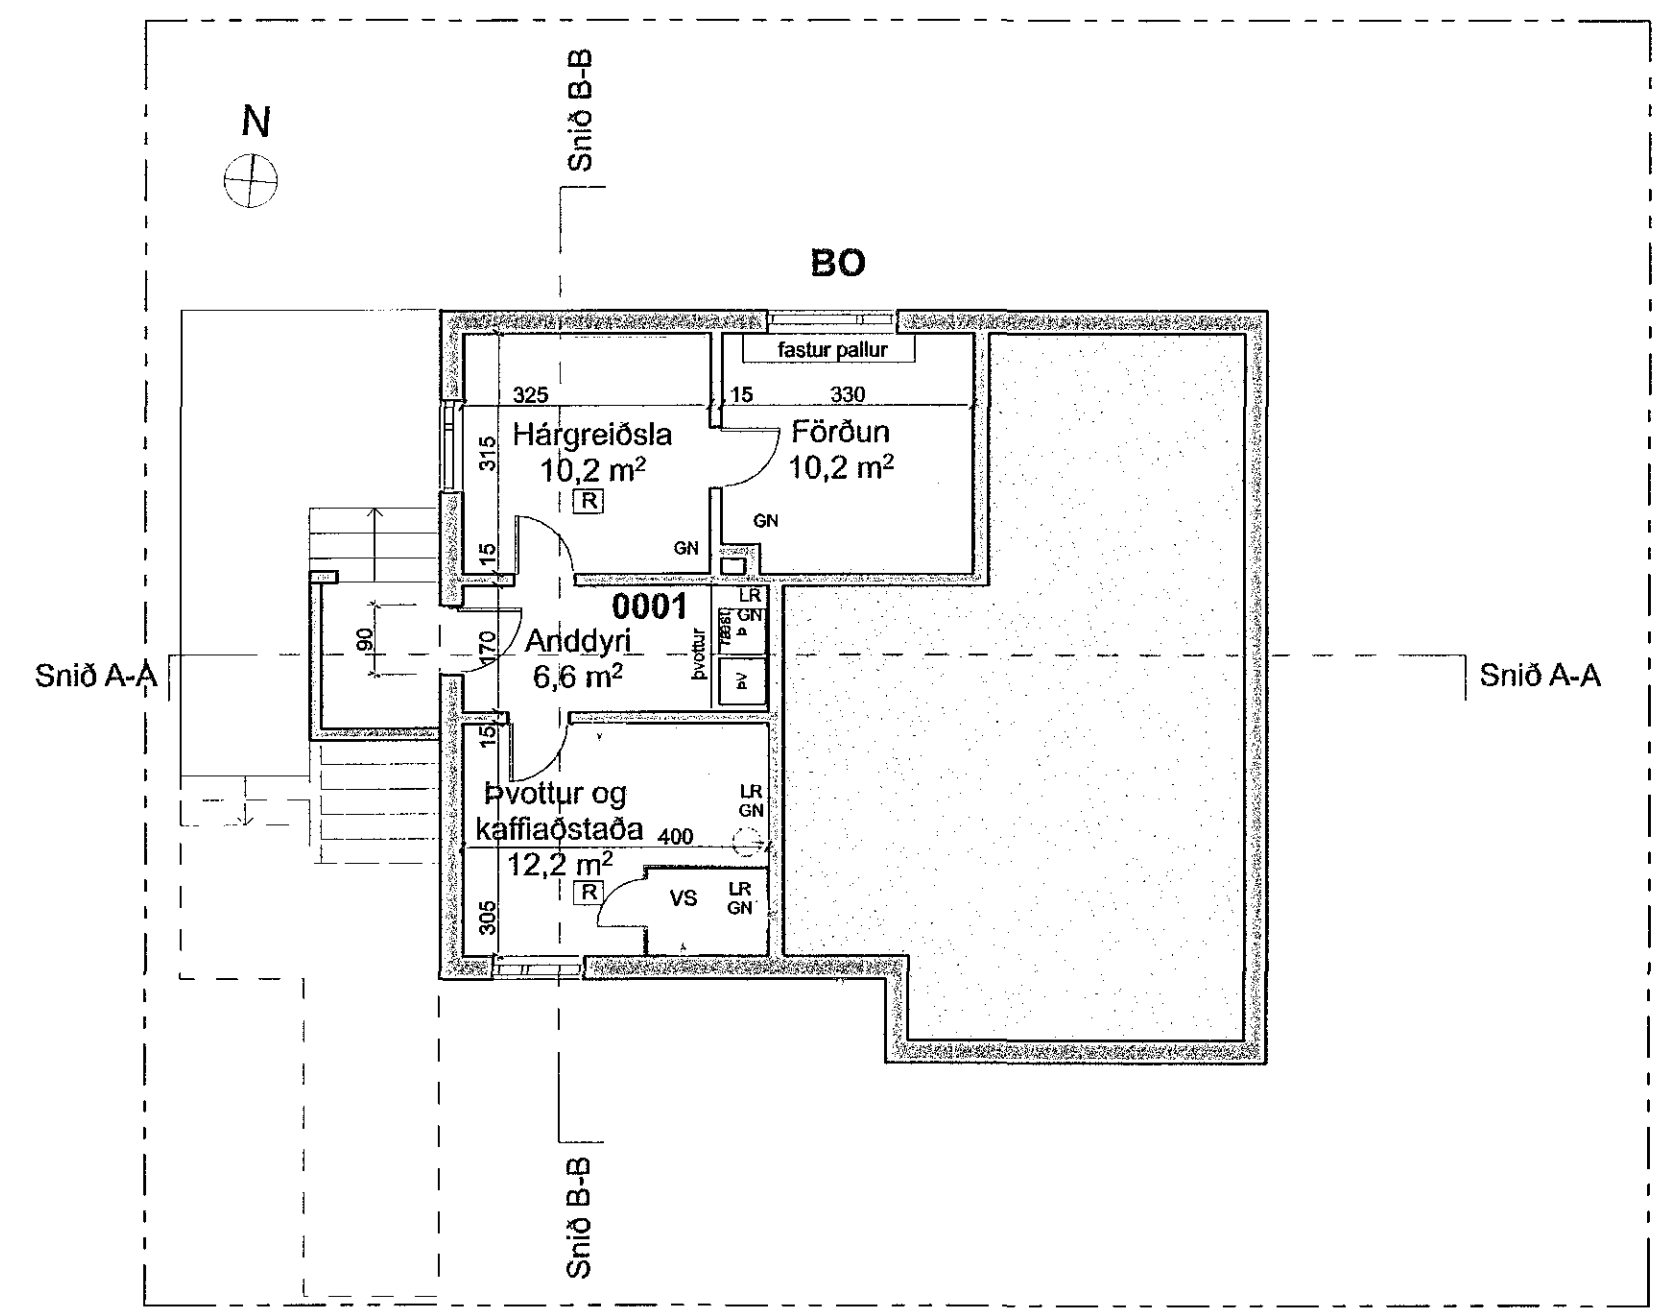 Snið B-B
N
BO
fastur pallur
325
15
330
Hárgreiðsla
10,2 m²
R
Förðun
10,2 m²
315
GN
GN
15
0001
LR
GN
ræst.
Þ
þvottur
ÞV
90
170
Anddyri
6,6 m²
Snið A-A
Snið A-A
15
Þvottur og
kaffiaðstaða
12,2 m²
R
400
LR
GN
VS
LR
GN
305
Snið B-B